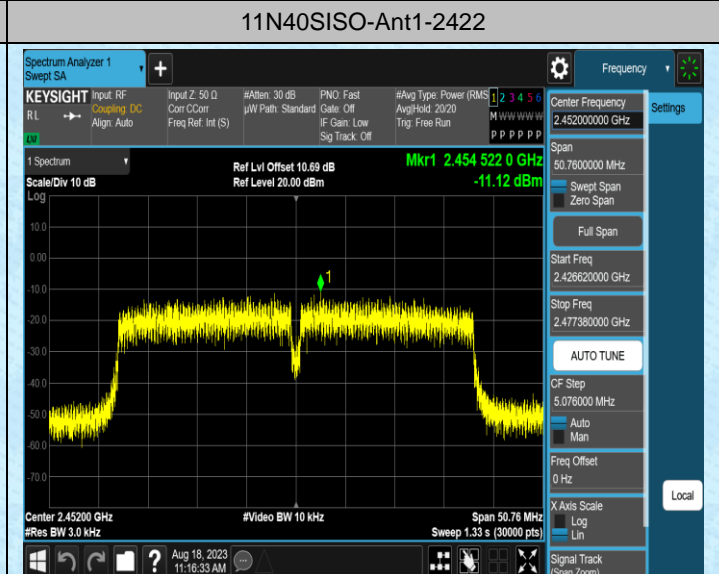 11N40SISO-Ant1-2422
Spectrum Analyzer 1
Swept SA
Frequency
KEYSIGHT
RL
LW
Input: RF
Coupling: DC
Align: Auto
Input Z: 50 Ω
Corr CCorr
Freq Ref: Int (S)
#Atten: 30 dB
µW Path: Standard
PNO: Fast
Gate: Off
IF Gain: Low
Sig Track: Off
#Avg Type: Power (RMS
Avg|Hold: 20/20
Trig: Free Run
1 2 3 4 5 6
M W W W W W
P P P P P P
1 Spectrum
Scale/Div 10 dB
Log
Ref Lvl Offset 10.69 dB
Ref Level 20.00 dBm
Mkr1 2.454 522 0 GHz
-11.12 dBm
10.0
0.00
-10.0
-20.0
-30.0
-40.0
-50.0
-60.0
-70.0
1
Center 2.45200 GHz
#Res BW 3.0 kHz
#Video BW 10 kHz
Span 50.76 MHz
Sweep 1.33 s (30000 pts)
Aug 18, 2023
11:16:33 AM
?
Center Frequency
2.452000000 GHz
Settings
Span
50.7600000 MHz
Swept Span
Zero Span
Full Span
Start Freq
2.426620000 GHz
Stop Freq
2.477380000 GHz
AUTO TUNE
CF Step
5.076000 MHz
Auto
Man
Freq Offset
0 Hz
X Axis Scale
Log
Lin
Local
Signal Track
(Span Zoom)